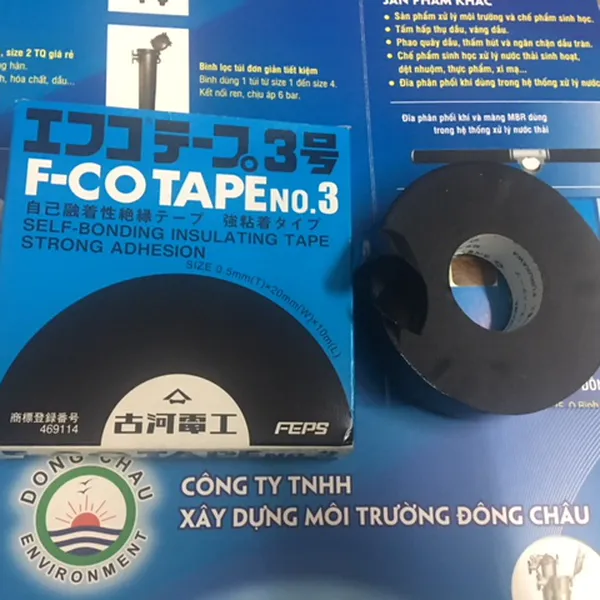 SẢN PHẨM KHÁC
• Sản phẩm xử lý môi trường và chế phẩm sinh học.
• Tấm hấp thụ dầu, váng dầu.
• Phao quây dầu, thấm hút và ngăn chặn dầu tràn.
• Chế phẩm sinh học xử lý nước thải sinh hoạt,
dệt nhuộm, thực phẩm, xi mạ...
• Đĩa phân phối khí dùng trong hệ thống xử lý nước
, size 2 TQ giá rẻ
n hàng.
h, hóa chất, dầu...
Bình lọc túi đơn giản tiết kiệm
Bình dùng 1 túi từ size 1 đến size 4.
Kết nối ren, chịu áp 6 bar.
Đĩa phân phối khí và màng MBR dùng
trong hệ thống xử lý nước thải
エフコテープ。3号
F-CO TAPE NO.3
自己融着性絶縁テープ 強粘着タイプ
SELF-BONDING INSULATING TAPE
STRONG ADHESION
SIZE 0.5mm(T)×20mm(W)×10m(L)
商標登録番号
469114
古河電工
FEPS
NO.3
DONG CHAU
ENVIRONMENT
CÔNG TY TNHH
XÂY DỰNG MÔI TRƯỜNG ĐÔNG CHÂU